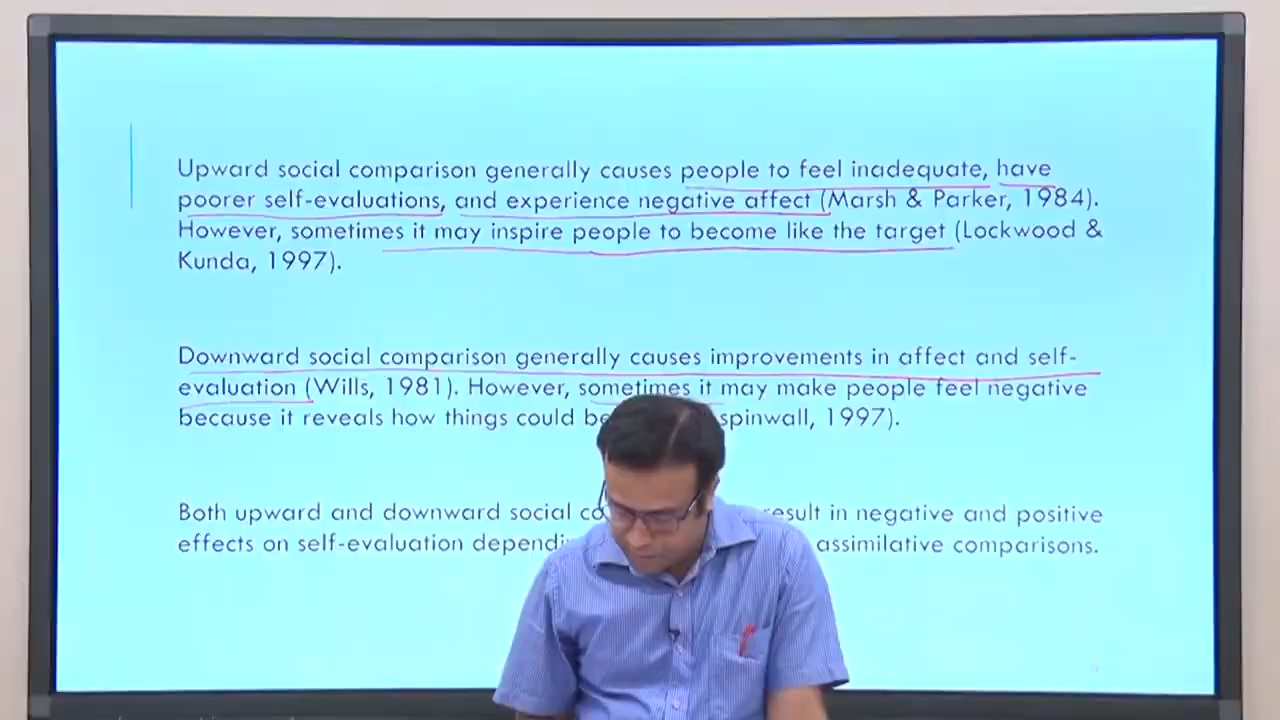 Upward social comparison generally causes people to feel inadequate, have
poorer self-evaluations, and experience negative affect (Marsh & Parker, 1984).
However, sometimes it may inspire people to become like the target (Lockwood &
Kunda, 1997).
Downward social comparison generally causes improvements in affect and self-
evaluation (Wills, 1981). However, sometimes it may make people feel negative
because it reveals how things could be spinwall, 1997).
Both upward and downward social result in negative and positive
effects on self-evaluation assimilative comparisons.